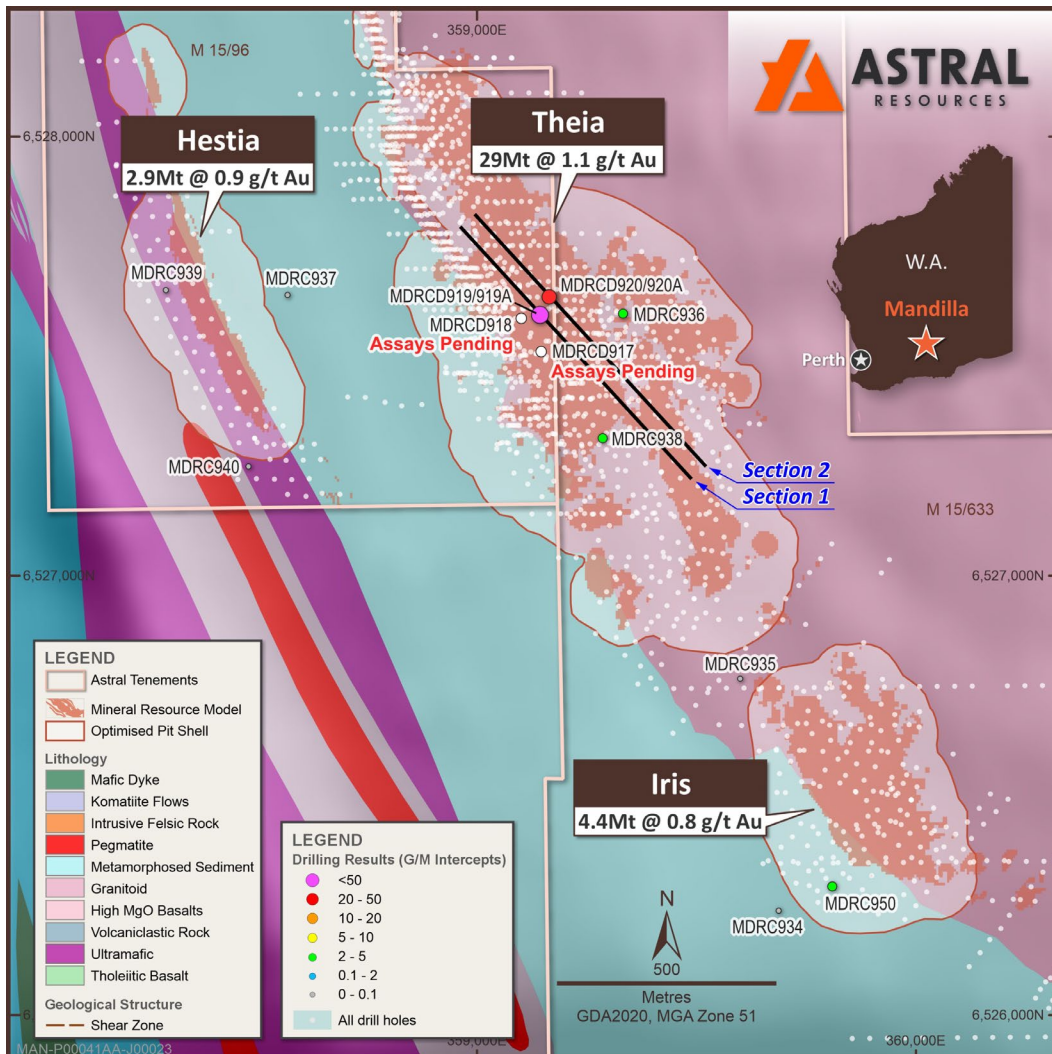 359,000E
M 15/96
ASTRAL
RESOURCES
6,528,000N
Hestia
2.9Mt @ 0.9 g/t Au
Theia
29Mt @ 1.1 g/t Au
W.A.
Mandilla
Perth
MDRC939
MDRC937
MDRCD920/920A
MDRCD919/919A
MDRC936
MDRCD918
Assays Pending
MDRCD917
Assays Pending
MDRC938
MDRC940
Section 2
Section 1
M 15/633
6,527,000N
6,527,000N
MDRC935
Iris
4.4Mt @ 0.8 g/t Au
MDRC950
MDRC934
LEGEND
Astral Tenements
Mineral Resource Model
Optimised Pit Shell
Lithology
Mafic Dyke
Komatiite Flows
Intrusive Felsic Rock
Pegmatite
Metamorphosed Sediment
Granitoid
High MgO Basalts
Volcaniclastic Rock
Ultramafic
Tholeiitic Basalt
Geological Structure
Shear Zone
LEGEND
Drilling Results (G/M Intercepts)
<50
20 - 50
10 - 20
5 - 10
2 - 5
0.1 - 2
0 - 0.1
All drill holes
N
500
Metres
GDA2020, MGA Zone 51
6,526,000N
MAN-P00041AA-J00023
359,000E
360,000E